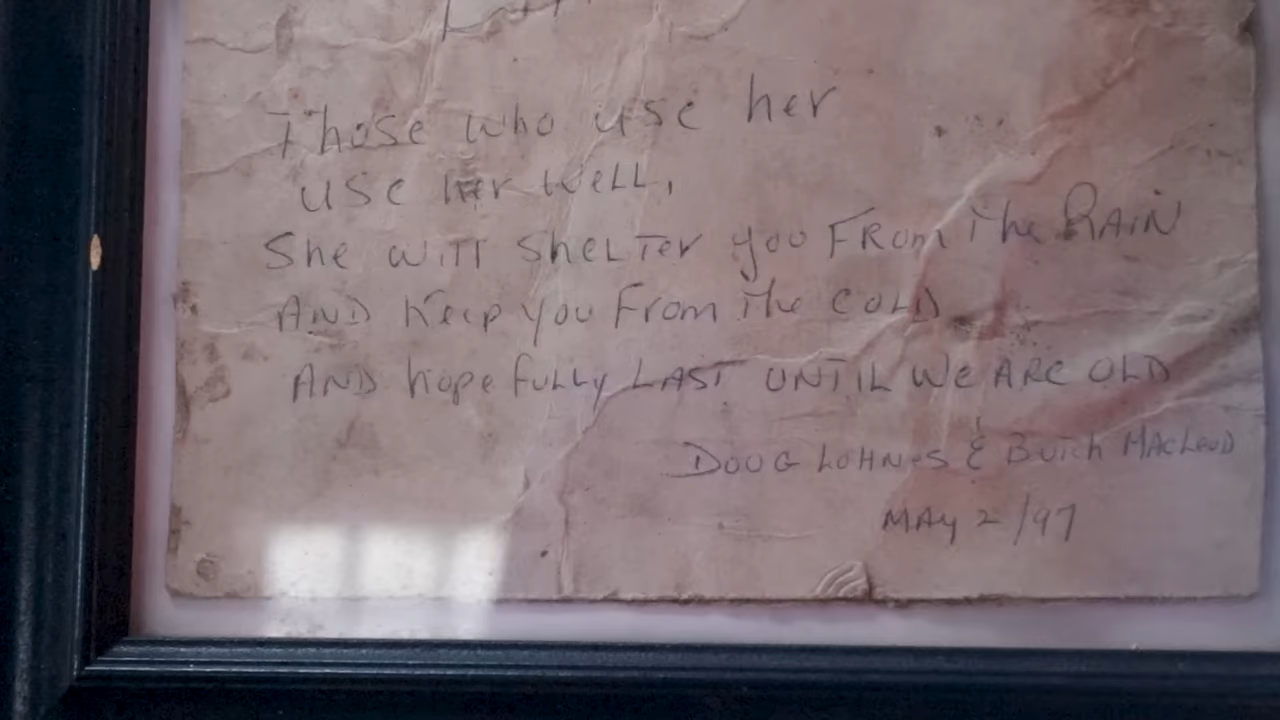 Those who use her
use her well,
She will shelter you From The RAIN
AND Keep you From The COLD
AND hopefully LAST UNTIL We ARe OLD
DOUG LOHNeS & BUTCh MACLeOD
MAy 2/97